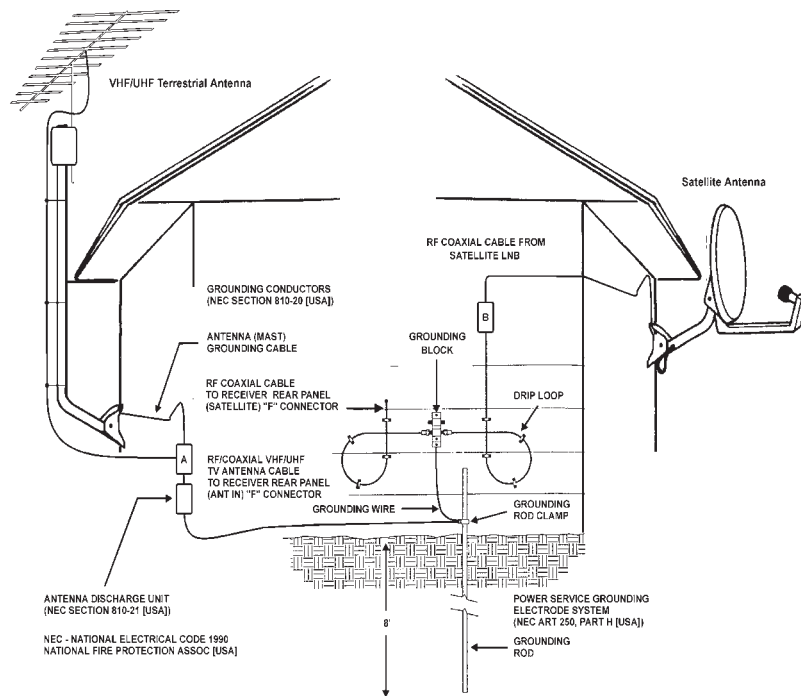 VHF/UHF Terrestrial Antenna
Satellite Antenna
RF COAXIAL CABLE FROM
SATELLITE LNB
GROUNDING CONDUCTORS
(NEC SECTION 810-20 [USA])
B
ANTENNA (MAST)
GROUNDING CABLE
GROUNDING
BLOCK
RF COAXIAL CABLE
TO RECEIVER REAR PANEL
(SATELLITE) "F" CONNECTOR
DRIP LOOP
A
RF/COAXIAL VHF/UHF
TV ANTENNA CABLE
TO RECEIVER REAR PANEL
(ANT IN) "F" CONNECTOR
GROUNDING WIRE
GROUNDING
ROD CLAMP
ANTENNA DISCHARGE UNIT
(NEC SECTION 810-21 [USA])
NEC - NATIONAL ELECTRICAL CODE 1990
NATIONAL FIRE PROTECTION ASSOC [USA]
8'
POWER SERVICE GROUNDING
ELECTRODE SYSTEM
(NEC ART 250, PART H [USA])
GROUNDING
ROD